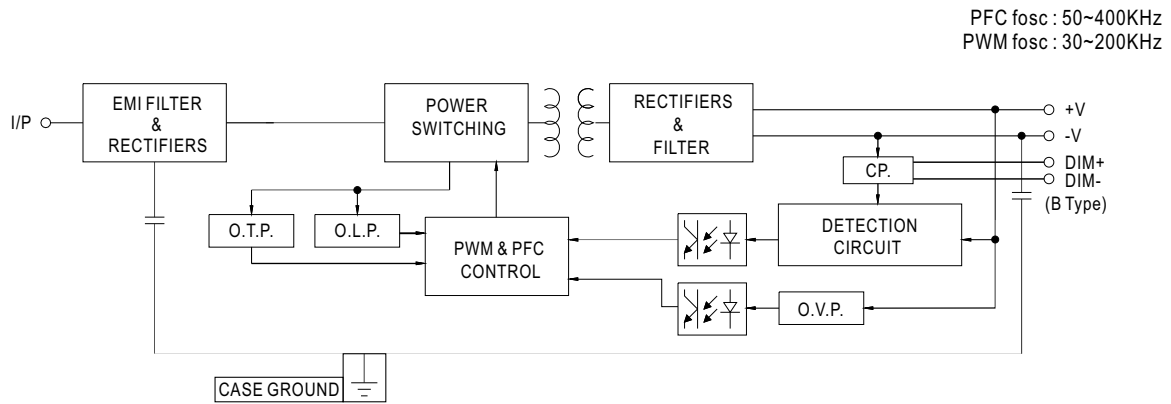 PFC fosc : 50~400KHz
PWM fosc : 30~200KHz
I/P
EMI FILTER
&
RECTIFIERS
POWER
SWITCHING
RECTIFIERS
&
FILTER
+V
-V
CP.
DIM+
DIM-
(B Type)
O.T.P.
O.L.P.
PWM & PFC
CONTROL
DETECTION
CIRCUIT
O.V.P.
CASE GROUND